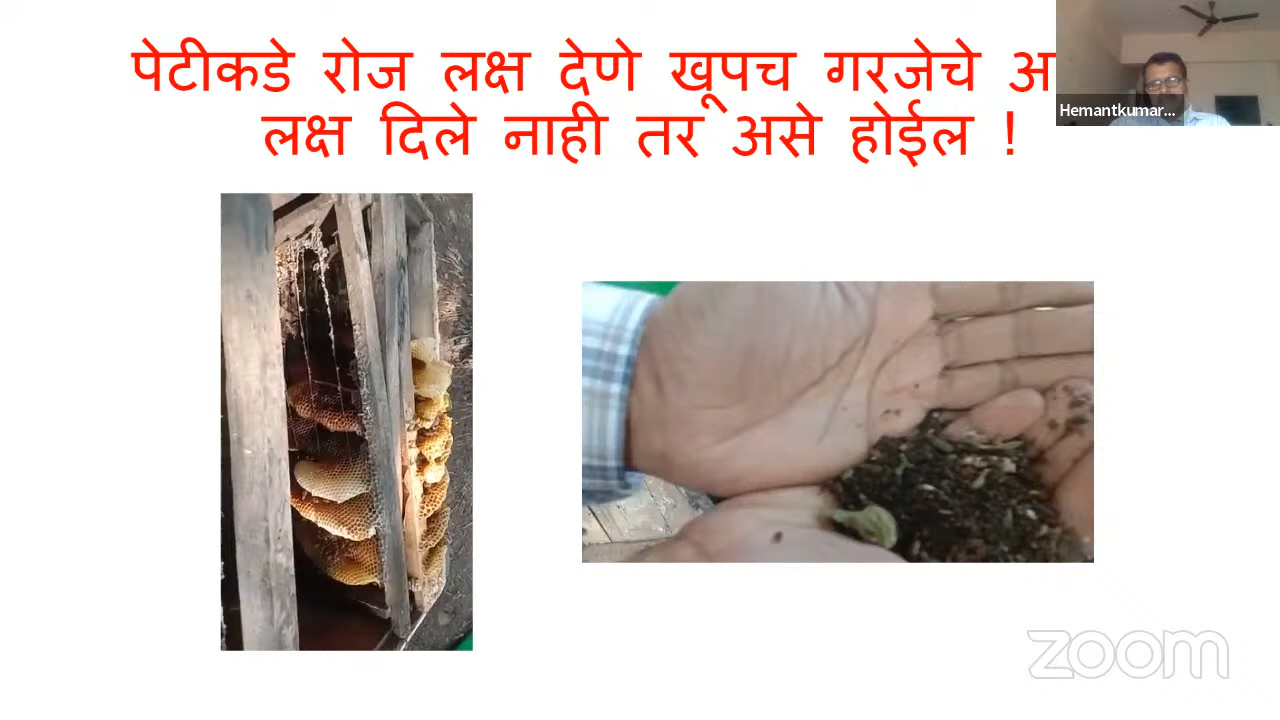 पेटीकडे रोज लक्ष देणे खूपच गरजेचे अ
लक्ष दिले नाही तर असे होईल !
Hemantkumar...
zoom